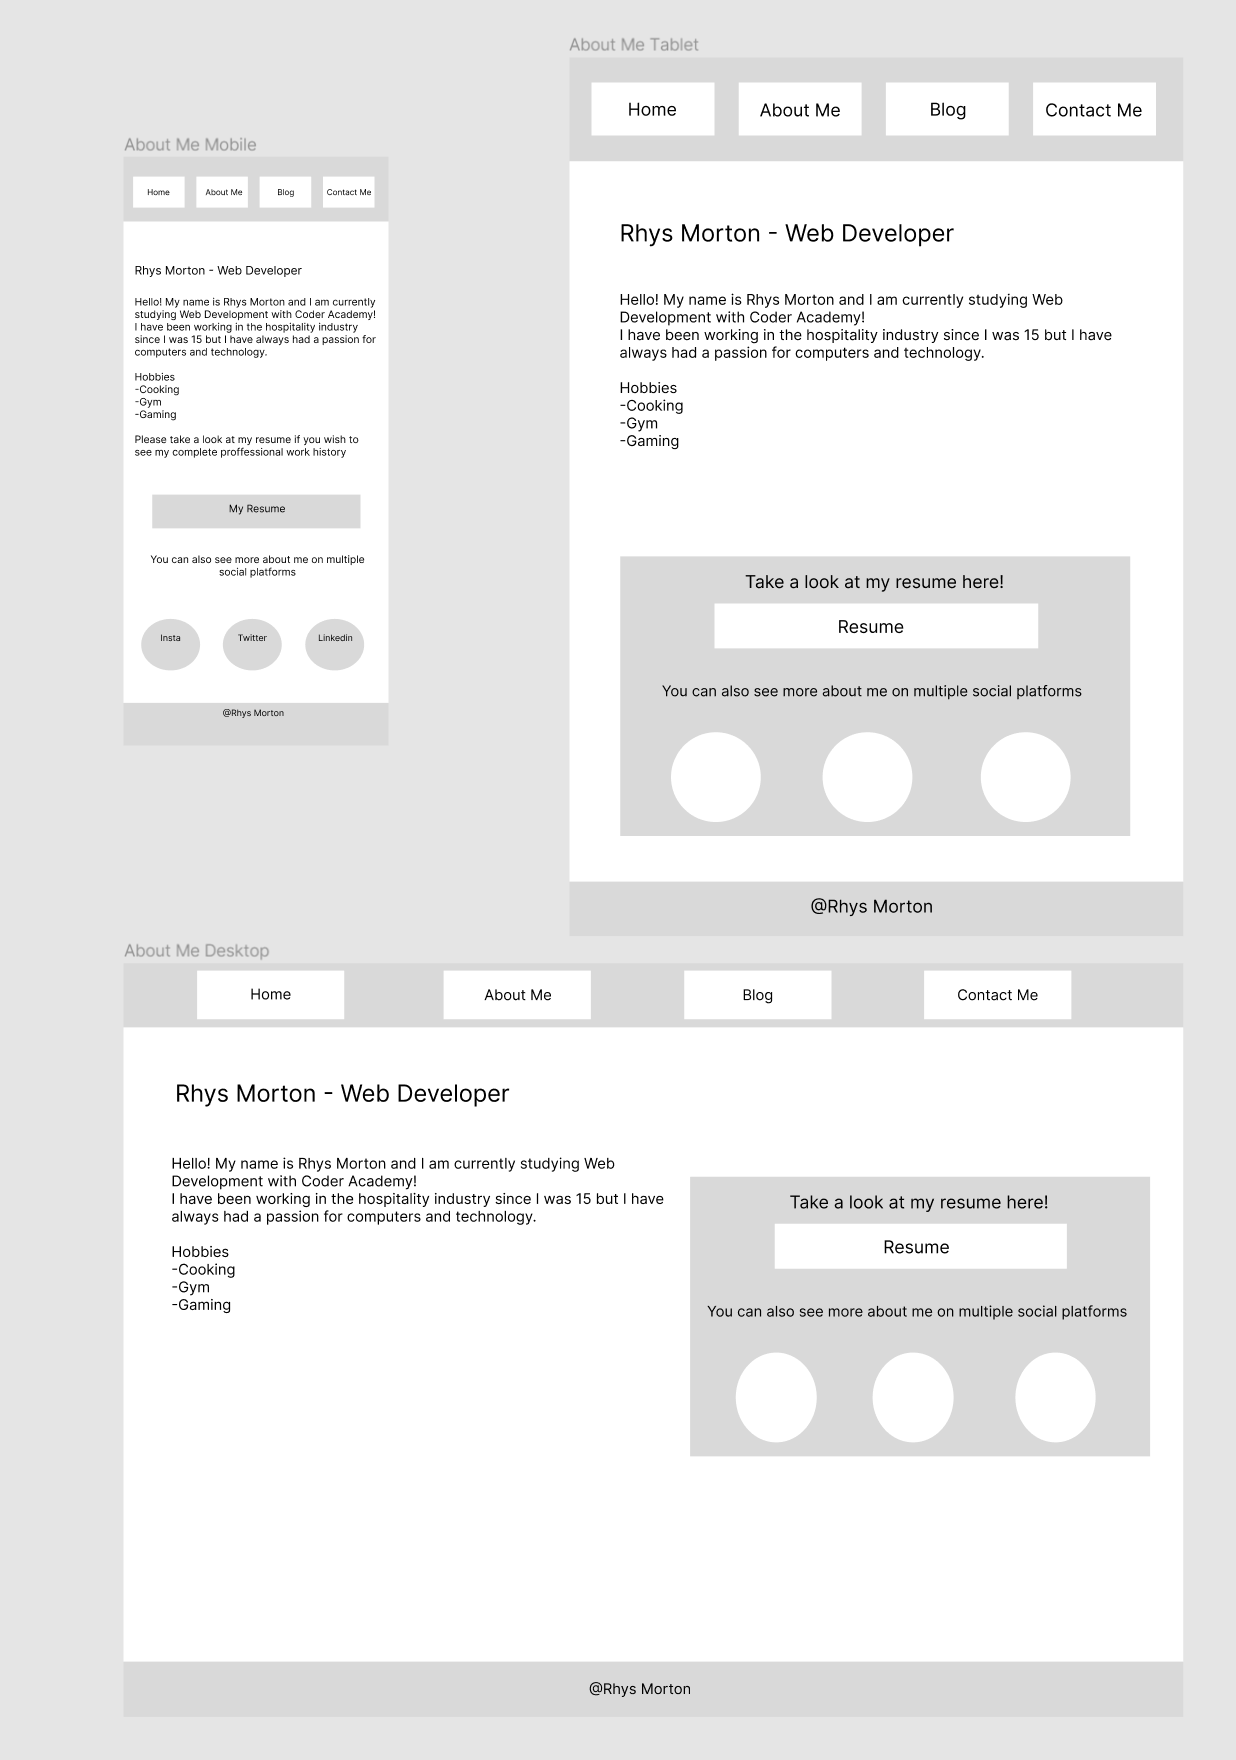 About Me Mobile
Home
About Me
Blog
Contact Me
Rhys Morton - Web Developer
Hello! My name is Rhys Morton and I am currently
studying Web Development with Coder Academy!
I have been working in the hospitality industry
since I was 15 but I have always had a passion for
computers and technology.
Hobbies
-Cooking
-Gym
-Gaming
Please take a look at my resume if you wish to
see my complete proffessional work history
My Resume
You can also see more about me on multiple
social platforms
Insta
Twitter
Linkedin
@Rhys Morton
About Me Tablet
Home
About Me
Blog
Contact Me
Rhys Morton - Web Developer
Hello! My name is Rhys Morton and I am currently studying Web
Development with Coder Academy!
I have been working in the hospitality industry since I was 15 but I have
always had a passion for computers and technology.
Hobbies
-Cooking
-Gym
-Gaming
Take a look at my resume here!
Resume
You can also see more about me on multiple social platforms
@Rhys Morton
About Me Desktop
Home
About Me
Blog
Contact Me
Rhys Morton - Web Developer
Hello! My name is Rhys Morton and I am currently studying Web
Development with Coder Academy!
I have been working in the hospitality industry since I was 15 but I have
always had a passion for computers and technology.
Hobbies
-Cooking
-Gym
-Gaming
Take a look at my resume here!
Resume
You can also see more about me on multiple social platforms
@Rhys Morton